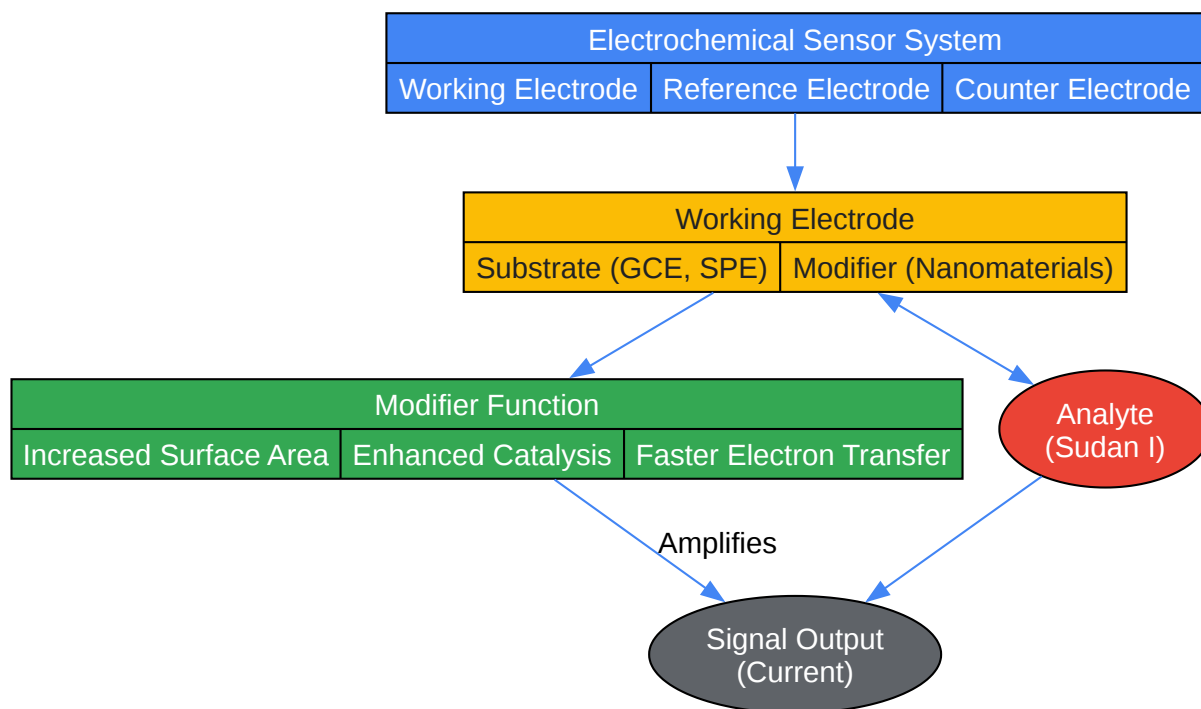 Electrochemical Sensor System
Working Electrode
Reference Electrode
Counter Electrode
Working Electrode
Substrate (GCE, SPE)
Modifier (Nanomaterials)
Modifier Function
Increased Surface Area
Enhanced Catalysis
Faster Electron Transfer
Analyte
(Sudan I)
Amplifies
Signal Output
(Current)